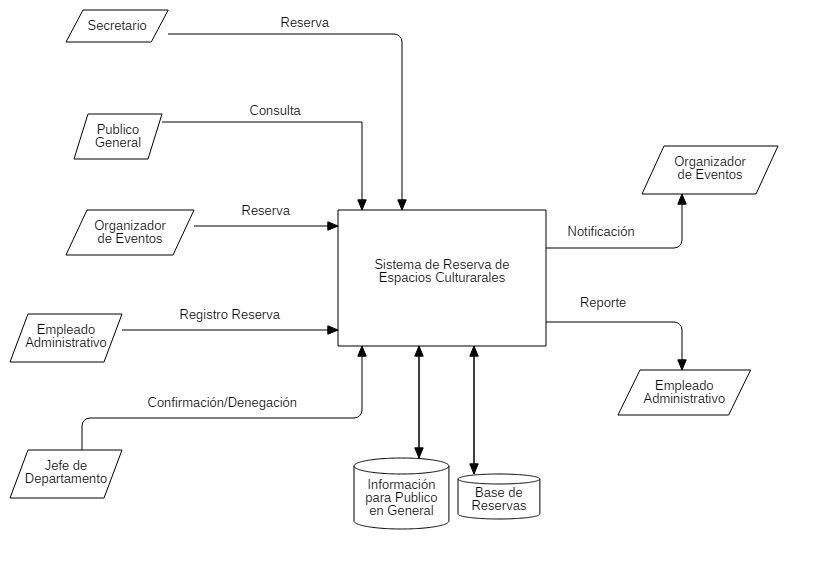 Secretario
Reserva
Publico
General
Consulta
Organizador
de Eventos
Reserva
Organizador
de Eventos
Notificación
Sistema de Reserva de
Espacios Culturarales
Empleado
Administrativo
Registro Reserva
Reporte
Empleado
Administrativo
Confirmación/Denegación
Jefe de
Departamento
Información
para Publico
en General
Base de
Reservas